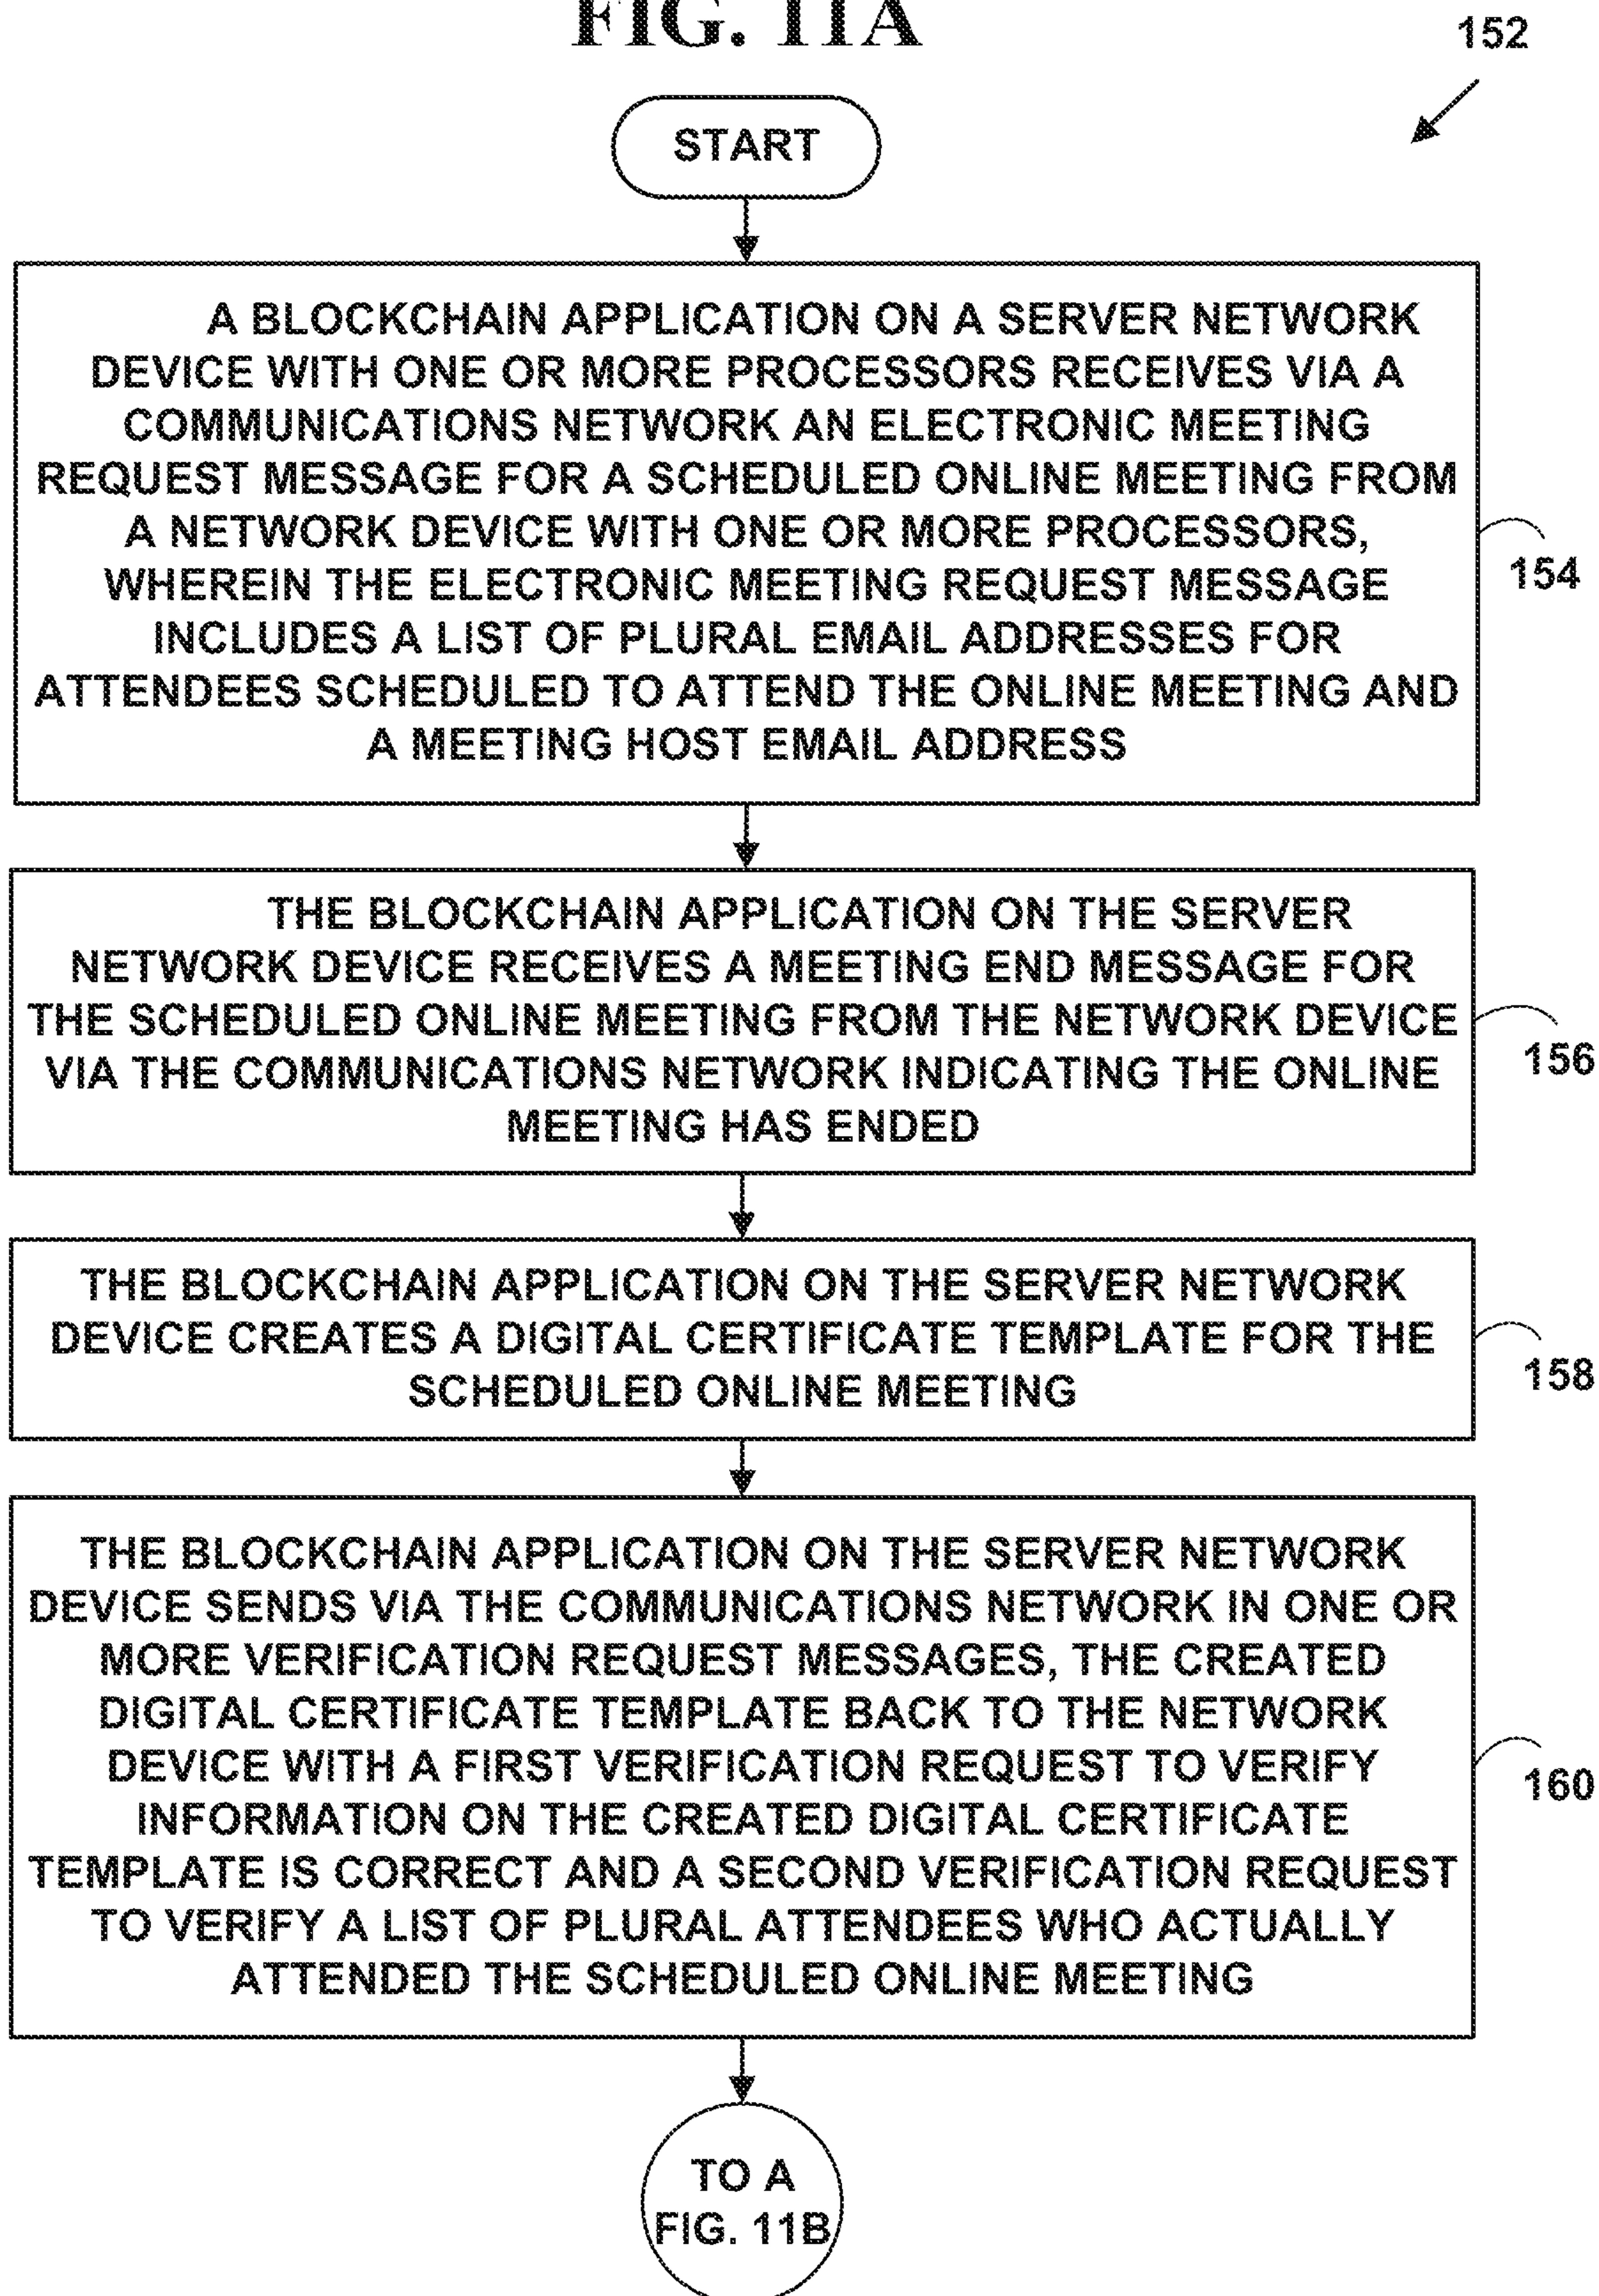 FIG. 11A
152
START
A BLOCKCHAIN APPLICATION ON A SERVER NETWORK
DEVICE WITH ONE OR MORE PROCESSORS RECEIVES VIA A
COMMUNICATIONS NETWORK AN ELECTRONIC MEETING
REQUEST MESSAGE FOR A SCHEDULED ONLINE MEETING FROM
A NETWORK DEVICE WITH ONE OR MORE PROCESSORS,
WHEREIN THE ELECTRONIC MEETING REQUEST MESSAGE
INCLUDES A LIST OF PLURAL EMAIL ADDRESSES FOR
ATTENDEES SCHEDULED TO ATTEND THE ONLINE MEETING AND
A MEETING HOST EMAIL ADDRESS
154
THE BLOCKCHAIN APPLICATION ON THE SERVER
NETWORK DEVICE RECEIVES A MEETING END MESSAGE FOR
THE SCHEDULED ONLINE MEETING FROM THE NETWORK DEVICE
VIA THE COMMUNICATIONS NETWORK INDICATING THE ONLINE
MEETING HAS ENDED
156
THE BLOCKCHAIN APPLICATION ON THE SERVER NETWORK
DEVICE CREATES A DIGITAL CERTIFICATE TEMPLATE FOR THE
SCHEDULED ONLINE MEETING
158
THE BLOCKCHAIN APPLICATION ON THE SERVER NETWORK
DEVICE SENDS VIA THE COMMUNICATIONS NETWORK IN ONE OR
MORE VERIFICATION REQUEST MESSAGES, THE CREATED
DIGITAL CERTIFICATE TEMPLATE BACK TO THE NETWORK
DEVICE WITH A FIRST VERIFICATION REQUEST TO VERIFY
INFORMATION ON THE CREATED DIGITAL CERTIFICATE
TEMPLATE IS CORRECT AND A SECOND VERIFICATION REQUEST
TO VERIFY A LIST OF PLURAL ATTENDEES WHO ACTUALLY
ATTENDED THE SCHEDULED ONLINE MEETING
160
TO A
FIG. 11B